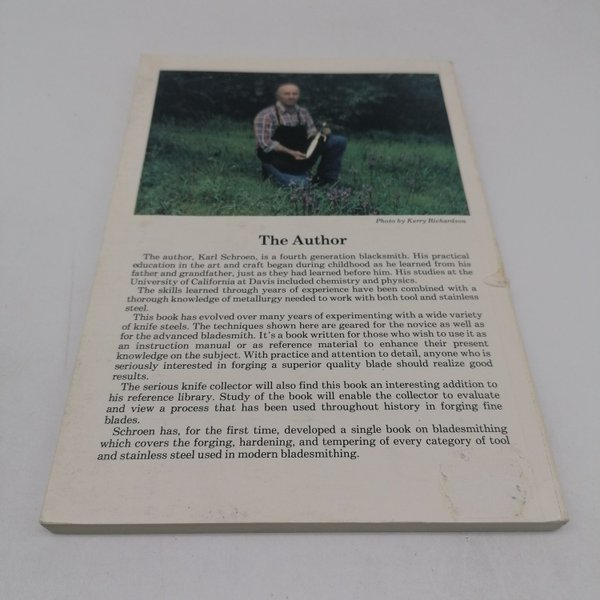 Photo by Kerry Richardson
The Author
The author, Karl Schroen, is a fourth generation blacksmith. His practical
education in the art and craft began during childhood as he learned from his
father and grandfather, just as they had learned before him. His studies at the
University of California at Davis included chemistry and physics.
The skills learned through years of experience have been combined with a
thorough knowledge of metallurgy needed to work with both tool and stainless
steel.
This book has evolved over many years of experimenting with a wide variety
of knife steels. The techniques shown here are geared for the novice as well as
for the advanced bladesmith. It's a book written for those who wish to use it as
an instruction manual or as reference material to enhance their present
knowledge on the subject. With practice and attention to detail, anyone who is
seriously interested in forging a superior quality blade should realize good
results.
The serious knife collector will also find this book an interesting addition to
his reference library. Study of the book will enable the collector to evaluate
and view a process that has been used throughout history in forging fine
blades.
Schroen has, for the first time, developed a single book on bladesmithing
which covers the forging, hardening, and tempering of every category of tool
and stainless steel used in modern bladesmithing.